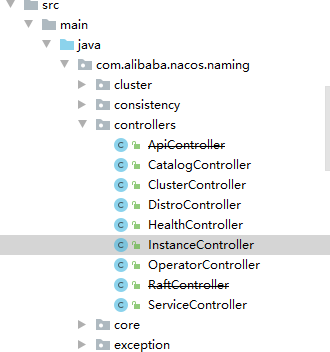 src
main
java
com.alibaba.nacos.naming
cluster
consistency
controllers
ApiController
CatalogController
ClusterController
DistroController
HealthController
InstanceController
OperatorController
RaftController
ServiceController
core
exception